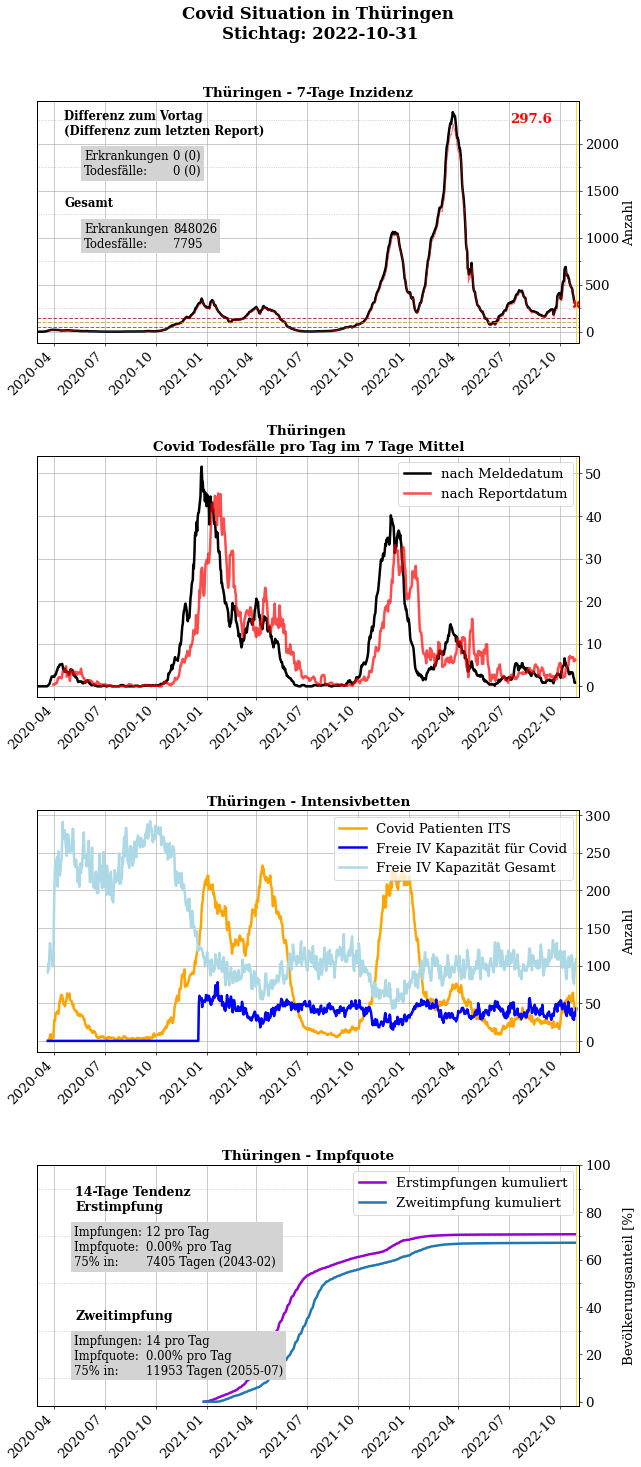 Covid Situation in Thüringen
Stichtag: 2022-10-31
Thüringen - 7-Tage Inzidenz
Differenz zum Vortag
(Differenz zum letzten Report)
Erkrankungen 0 (0)
Todesfälle: 0 (0)
Gesamt
Erkrankungen 848026
Todesfälle: 7795
297.6
2000
1500
1000
500
0
Anzahl
2020-04
2020-07
2020-10
2021-01
2021-04
2021-07
2021-10
2022-01
2022-04
2022-07
2022-10
Thüringen
Covid Todesfälle pro Tag im 7 Tage Mittel
nach Meldedatum
nach Reportdatum
50
40
30
20
10
0
2020-04
2020-07
2020-10
2021-01
2021-04
2021-07
2021-10
2022-01
2022-04
2022-07
2022-10
Thüringen - Intensivbetten
Covid Patienten ITS
Freie IV Kapazität für Covid
Freie IV Kapazität Gesamt
300
250
200
150
100
50
0
Anzahl
2020-04
2020-07
2020-10
2021-01
2021-04
2021-07
2021-10
2022-01
2022-04
2022-07
2022-10
Thüringen - Impfquote
14-Tage Tendenz
Erstimpfung
Impfungen: 12 pro Tag
Impfquote: 0.00% pro Tag
75% in: 7405 Tagen (2043-02)
Zweitimpfung
Impfungen: 14 pro Tag
Impfquote: 0.00% pro Tag
75% in: 11953 Tagen (2055-07)
Erstimpfungen kumuliert
Zweitimpfung kumuliert
100
80
60
40
20
0
Bevölkerungsanteil [%]
2020-04
2020-07
2020-10
2021-01
2021-04
2021-07
2021-10
2022-01
2022-04
2022-07
2022-10